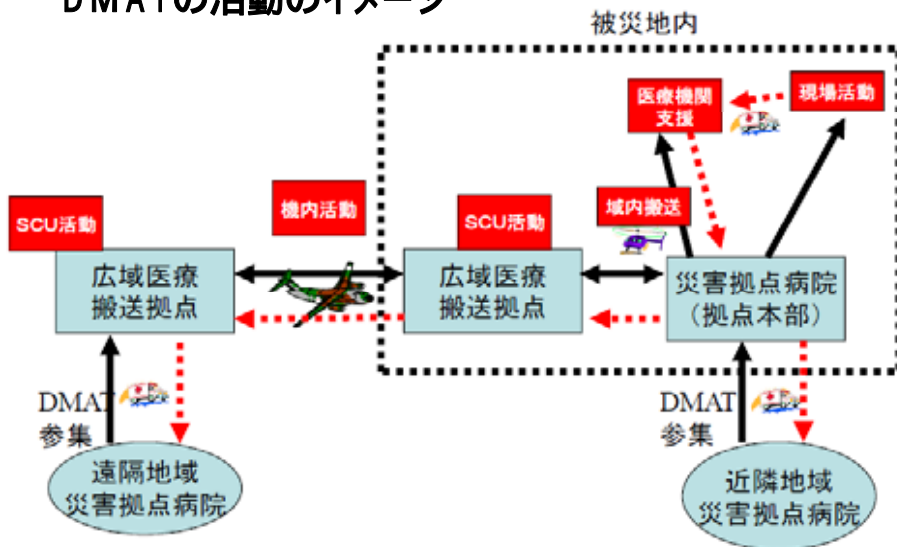 DMATの活動のイメージ
被災地内
医療機関
支援
現場活動
SCU活動
機内活動
SCU活動
域内搬送
広域医療
搬送拠点
広域医療
搬送拠点
災害拠点病院
（拠点本部）
DMAT
参集
DMAT
参集
遠隔地域
災害拠点病院
近隣地域
災害拠点病院